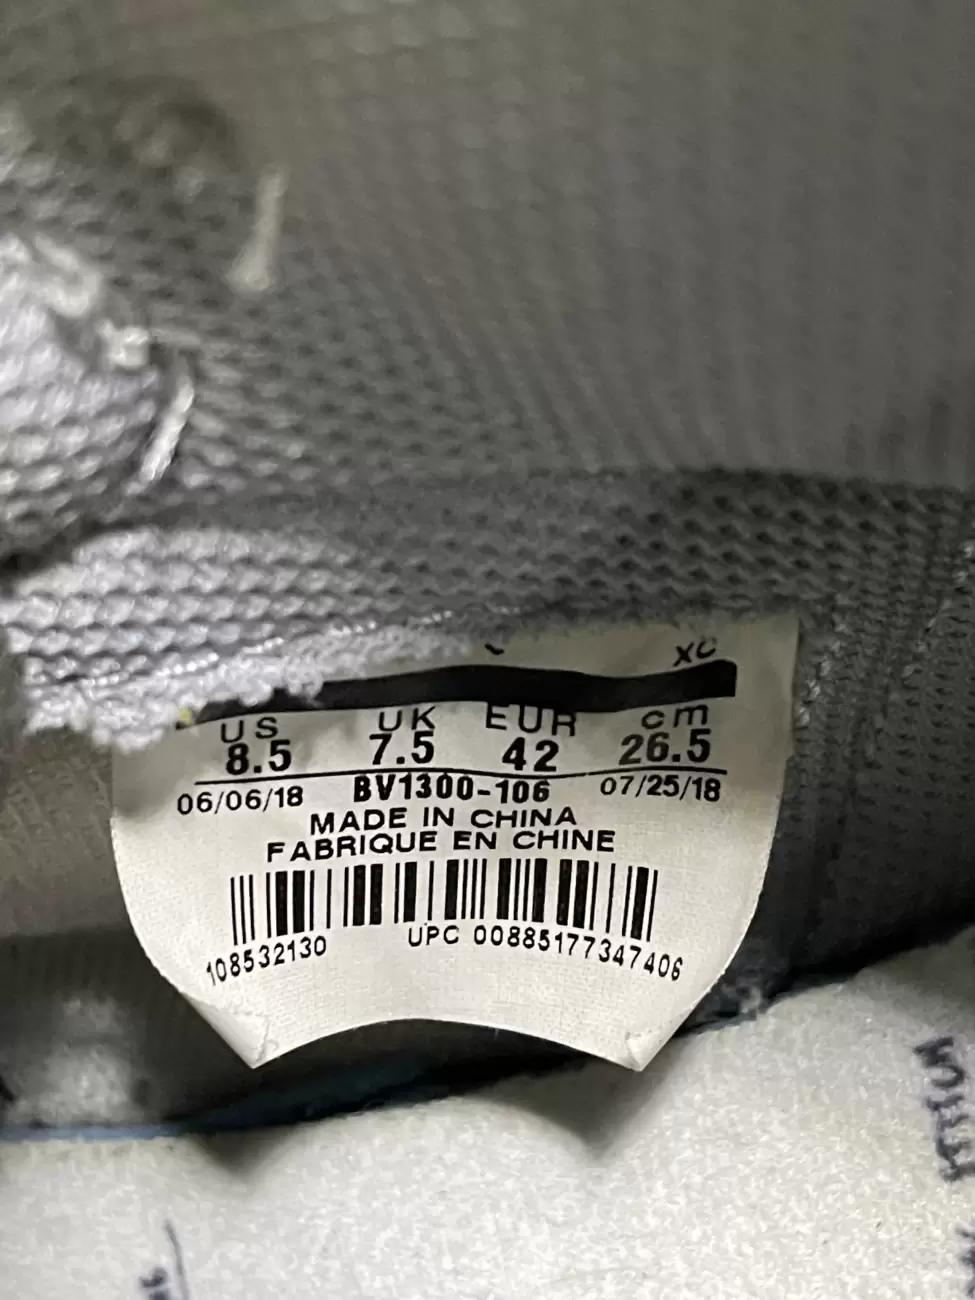 XC
US UK EUR cm
8.5 7.5 42 26.5
06/06/18 BV1300-106 07/25/18
MADE IN CHINA
FABRIQUE EN CHINE
108532130 UPC 00885177347406